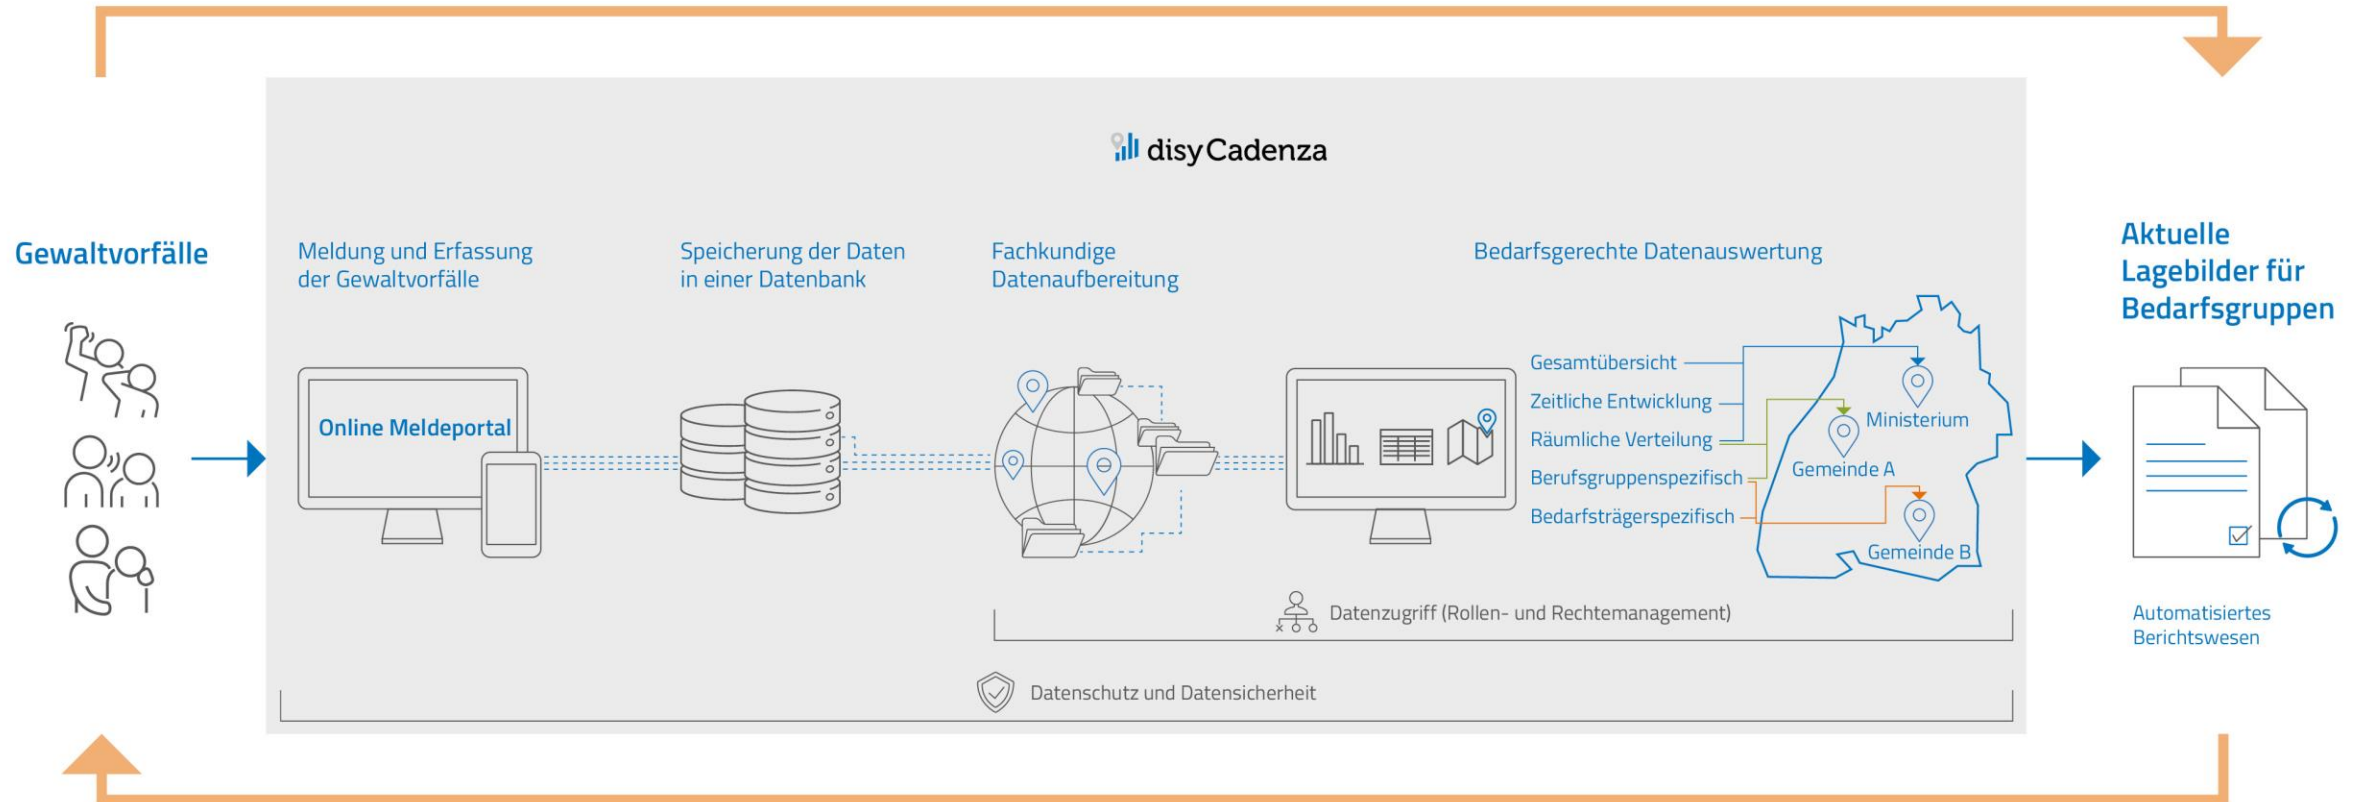 disyCadenza
Gewaltvorfälle
Meldung und Erfassung
der Gewaltvorfälle
Online Meldeportal
Speicherung der Daten
in einer Datenbank
Fachkundige
Datenaufbereitung
Bedarfsgerechte Datenauswertung
Gesamtübersicht
Zeitliche Entwicklung
Räumliche Verteilung
Berufsgruppenspezifisch
Bedarfsträgerspezifisch
Ministerium
Gemeinde A
Gemeinde B
Datenzugriff (Rollen- und Rechtemanagement)
Datenschutz und Datensicherheit
Aktuelle
Lagebilder für
Bedarfsgruppen
Automatisiertes
Berichtswesen